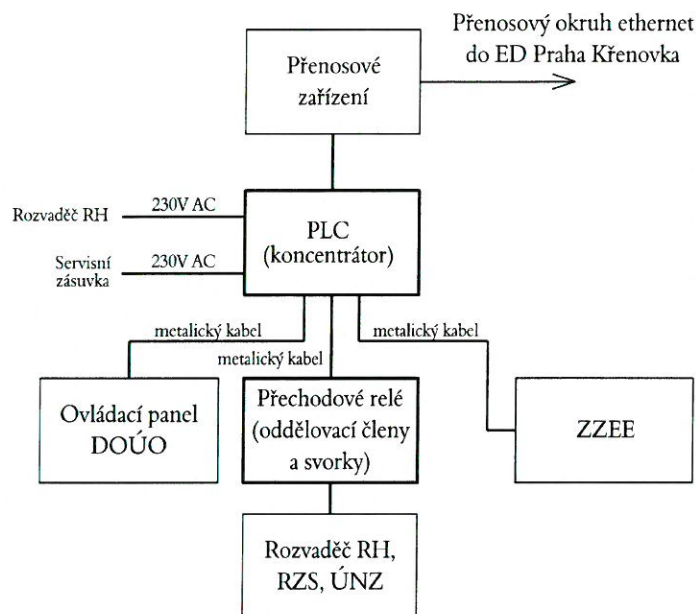 Přenosový okruh ethernet
do ED Praha Křenovka
Přenosové
zařízení
Rozvaděč RH
230V AC
PLC
(koncentrátor)
Servisní
zásuvka
230V AC
metalický kabel
metalický kabel
metalický kabel
Ovládací panel
DOÚO
Přechodové relé
(oddělovací členy
a svorky)
ZZEE
Rozvaděč RH,
RZS, ÚNZ